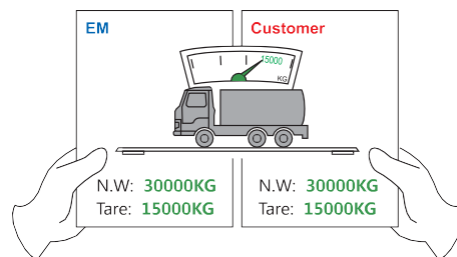 EM
Customer
15000
KG
N.W: 30000KG
Tare: 15000KG
N.W: 30000KG
Tare: 15000KG